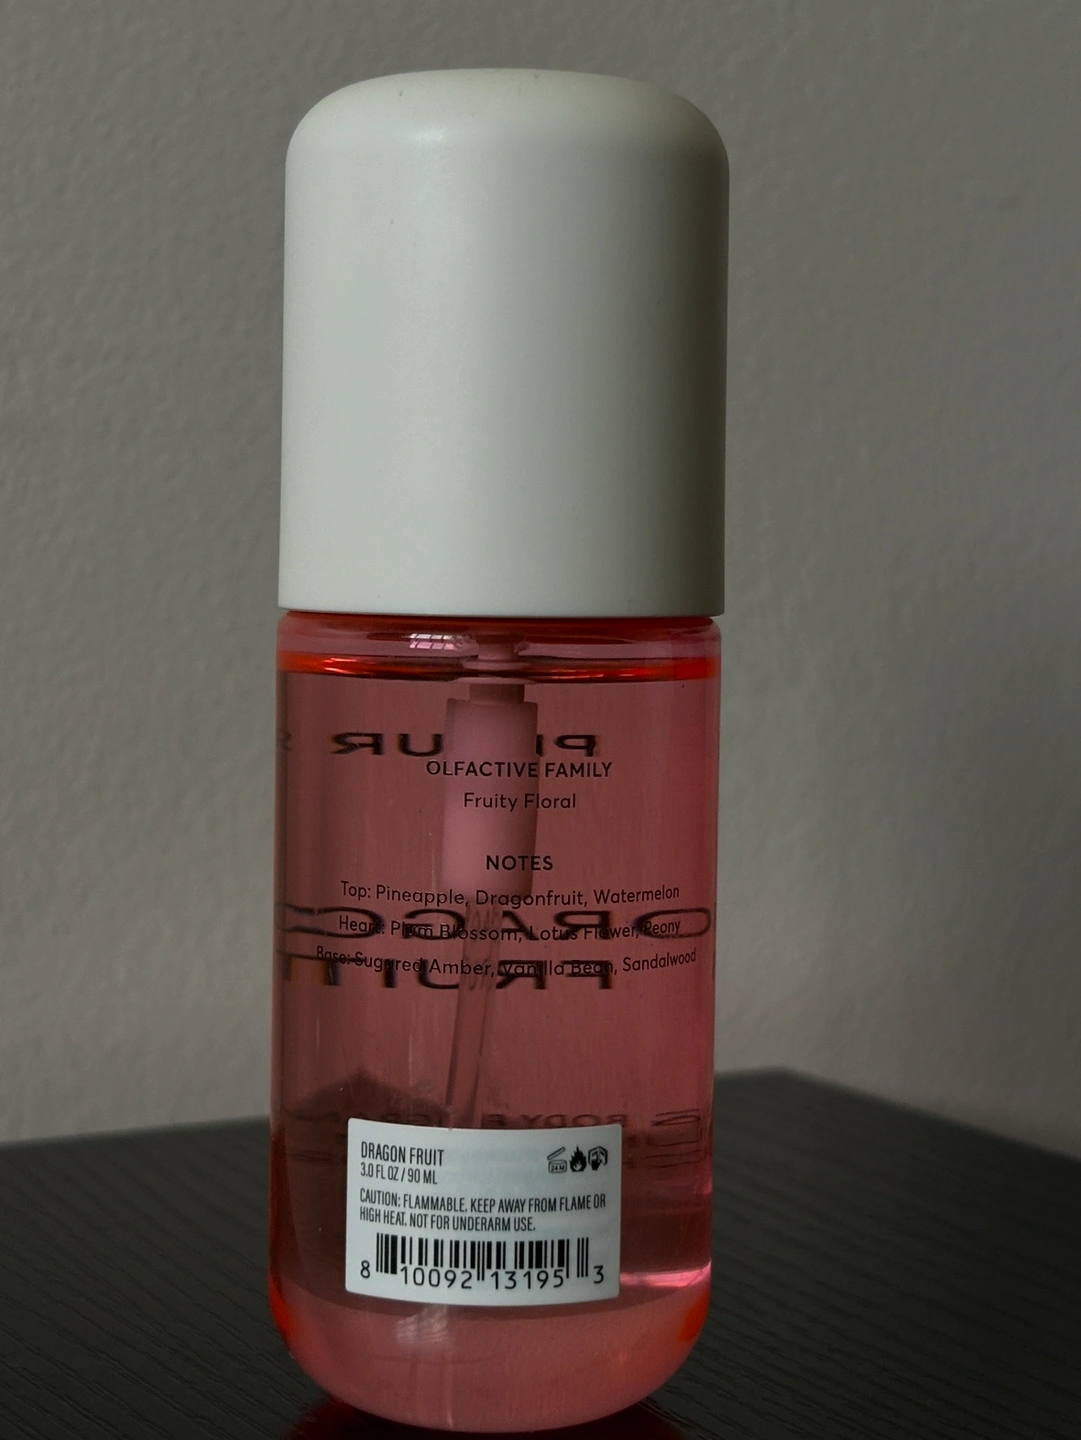 OLFACTIVE FAMILY
Fruity Floral
NOTES
Top: Pineapple, Dragonfruit, Watermelon
Heart: Plum Blossom, Lotus Flower, Peony
Base: Sugared Amber, Vanilla Bean, Sandalwood
DRAGON FRUIT
3.0 FL OZ / 90 ML
24 M
CAUTION: FLAMMABLE. KEEP AWAY FROM FLAME OR
HIGH HEAT. NOT FOR UNDERARM USE.
8 10092 13195 3